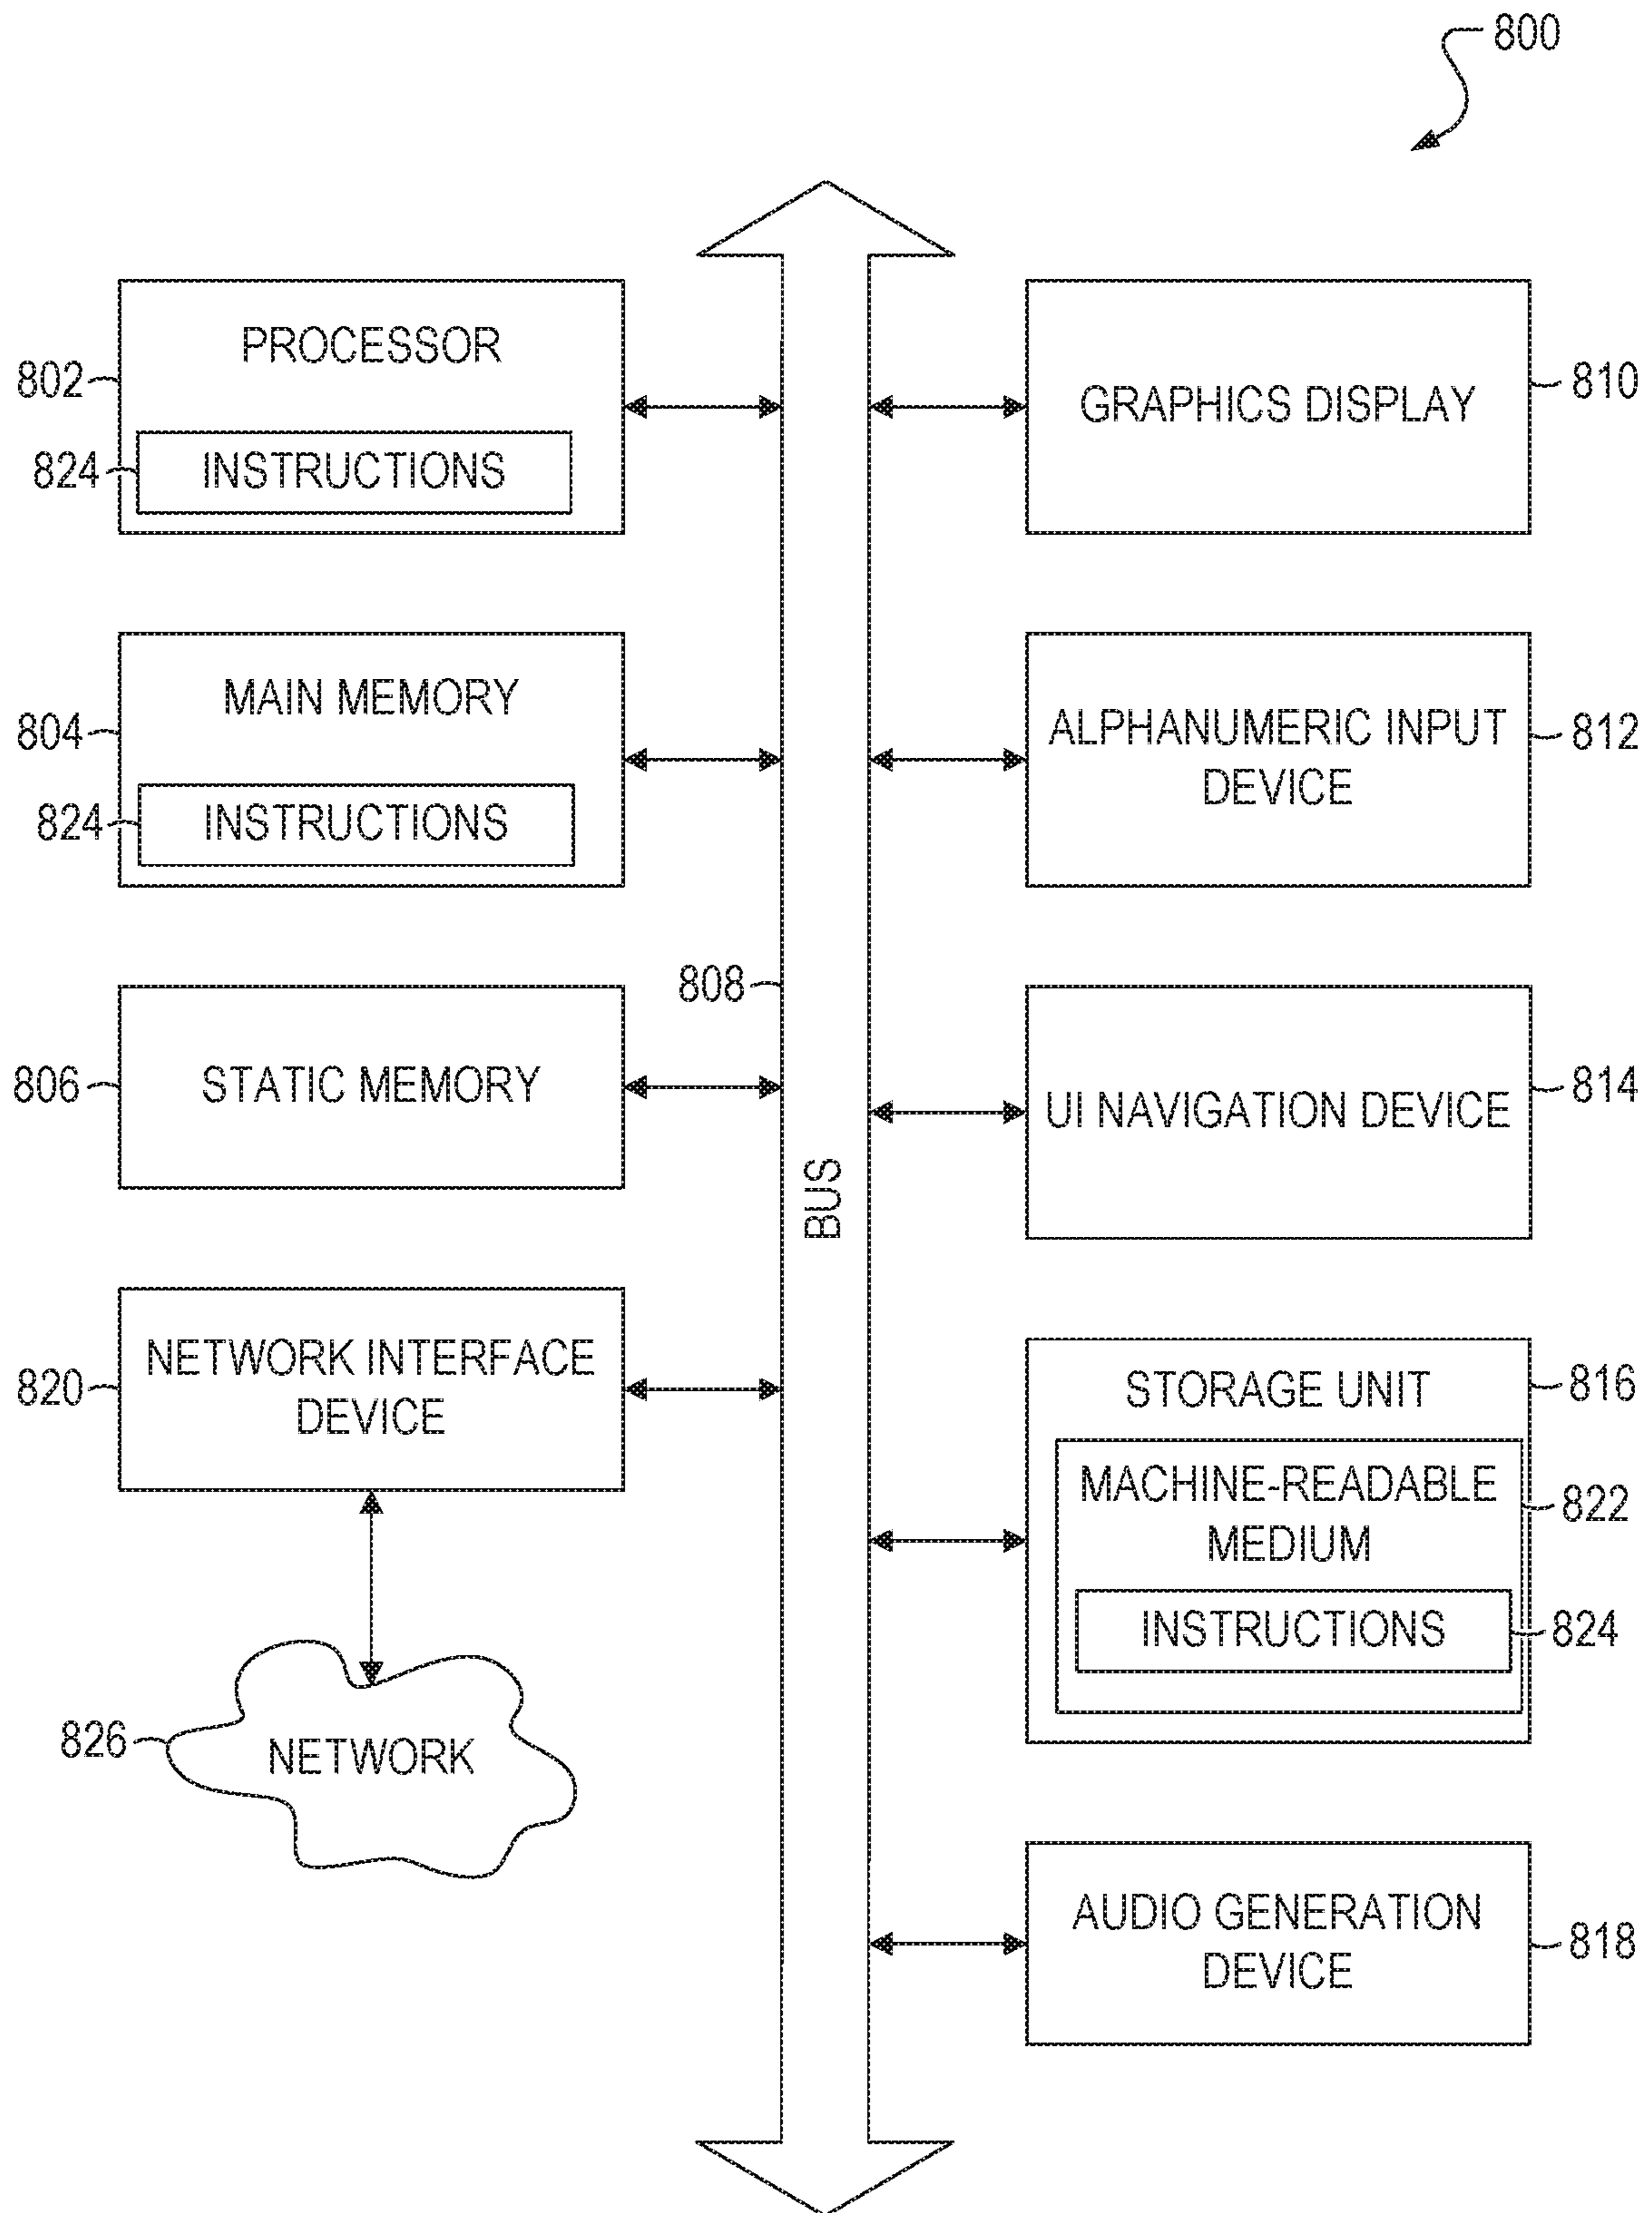 800
PROCESSOR
802
824
INSTRUCTIONS
GRAPHICS DISPLAY
810
MAIN MEMORY
804
824
INSTRUCTIONS
ALPHANUMERIC INPUT
DEVICE
812
808
BUS
STATIC MEMORY
806
UI NAVIGATION DEVICE
814
NETWORK INTERFACE
DEVICE
820
STORAGE UNIT
816
MACHINE-READABLE
MEDIUM
822
INSTRUCTIONS
824
826
NETWORK
AUDIO GENERATION
DEVICE
818